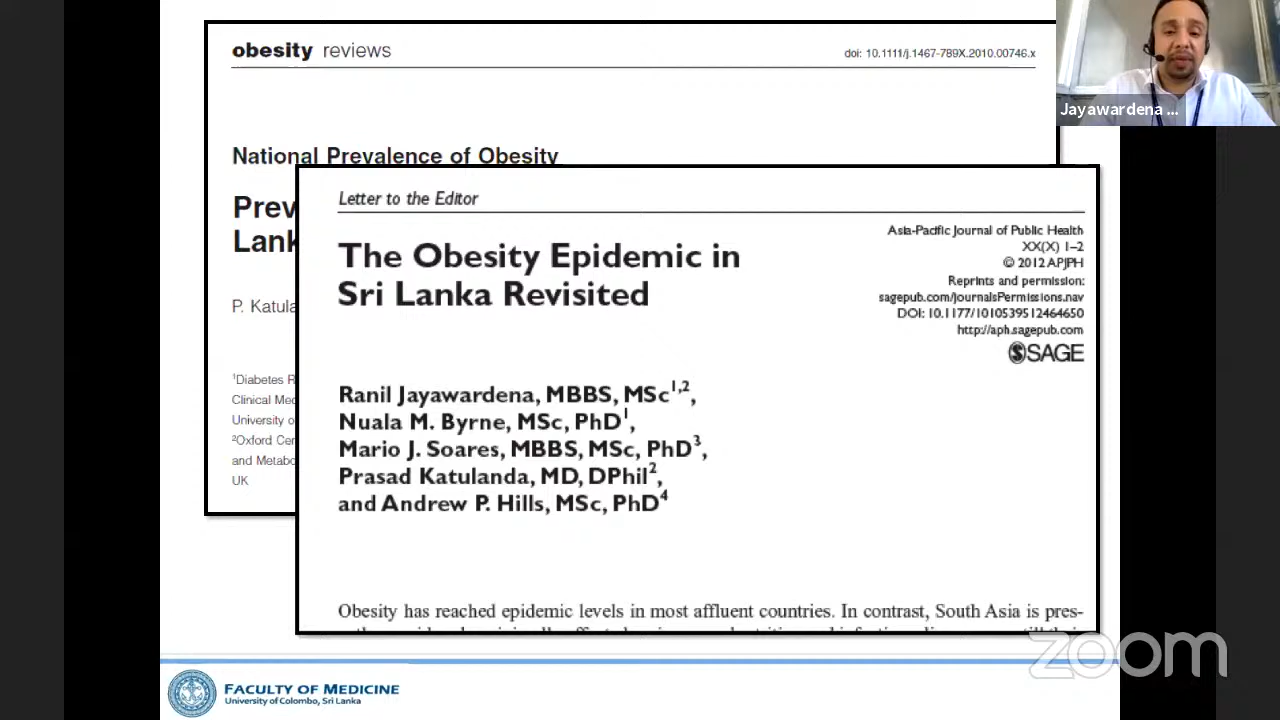 obesity reviews
doi: 10.1111/j.1467-789X.2010.00746.x
Jayawardena ...
National Prevalence of Obesity
Prev
Lank
P. Katula
¹Diabetes R
Clinical Med
University o
²Oxford Cen
and Metabo
UK
Letter to the Editor
The Obesity Epidemic in
Sri Lanka Revisited
Asia-Pacific Journal of Public Health
XX(X) 1–2
© 2012 APJPH
Reprints and permission:
sagepub.com/journalsPermissions.nav
DOI: 10.1177/1010539512464650
http://aph.sagepub.com
SAGE
Ranil Jayawardena, MBBS, MSc1,2,
Nuala M. Byrne, MSc, PhD1,
Mario J. Soares, MBBS, MSc, PhD3,
Prasad Katulanda, MD, DPhil2,
and Andrew P. Hills, MSc, PhD4
Obesity has reached epidemic levels in most affluent countries. In contrast, South Asia is pres-
zoom
FACULTY OF MEDICINE
University of Colombo, Sri Lanka